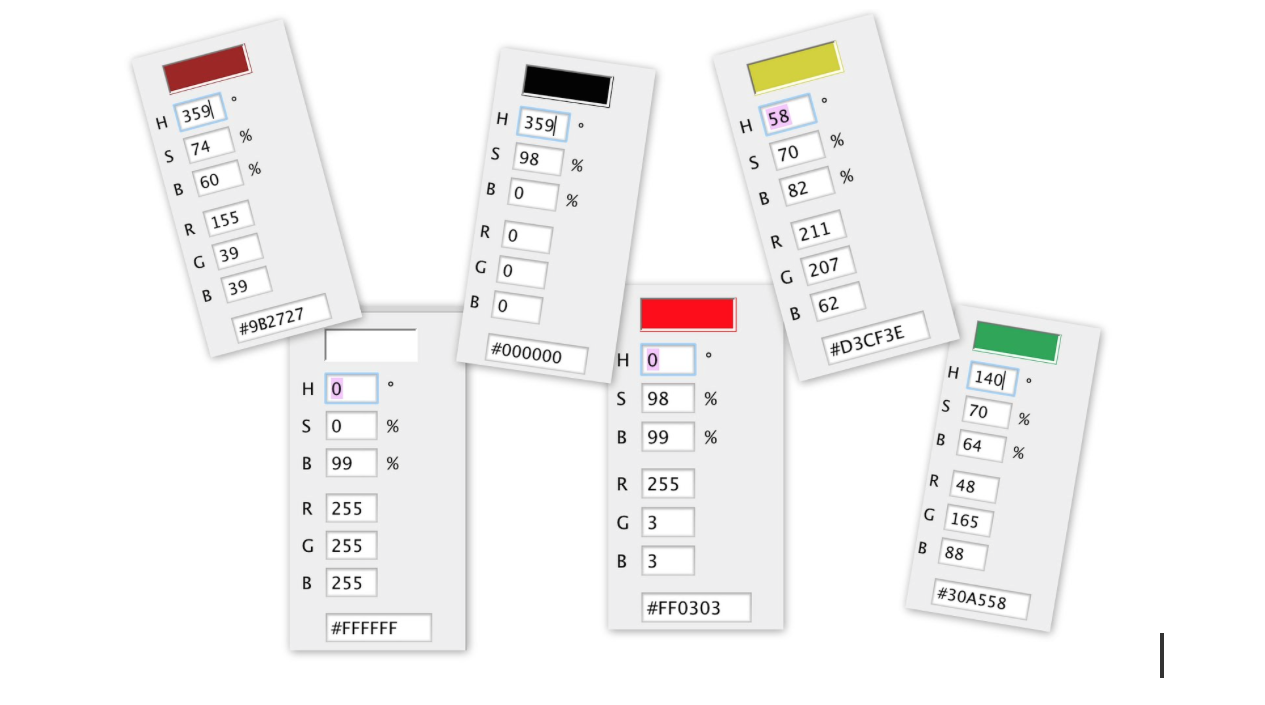 H 359 °
S 74 %
B 60 %
R 155
G 39
B 39
#9B2727
H 0 °
S 0 %
B 99 %
R 255
G 255
B 255
#FFFFFF
H 359 °
S 98 %
B 0 %
R 0
G 0
B 0
#000000
H 0 °
S 98 %
B 99 %
R 255
G 3
B 3
#FF0303
H 58 °
S 70 %
B 82 %
R 211
G 207
B 62
#D3CF3E
H 140 °
S 70 %
B 64 %
R 48
G 165
B 88
#30A558